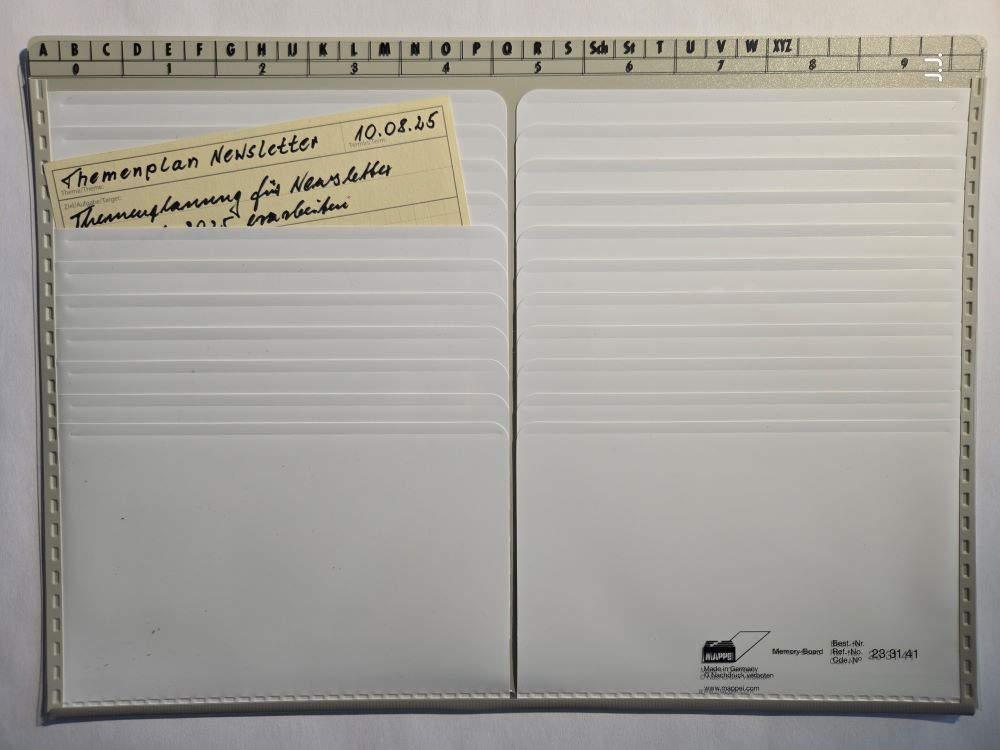 A B C D E F G H IJ K L M N O P Q R S Sch St T U V W XYZ
0 1 2 3 4 5 6 7 8 9
Themenplan Newsletter 10.08.25
Thema/Theme: Termin/Term:
Ziel/Aufgabe/Target:
Themenplanung für Newsletter
2025 erarbeiten
MAPPEI
Made in Germany
© Nachdruck verboten
www.mappei.com
Memory-Board
Best.-Nr.
Ref.-No. 23 31 41
Cde. N°